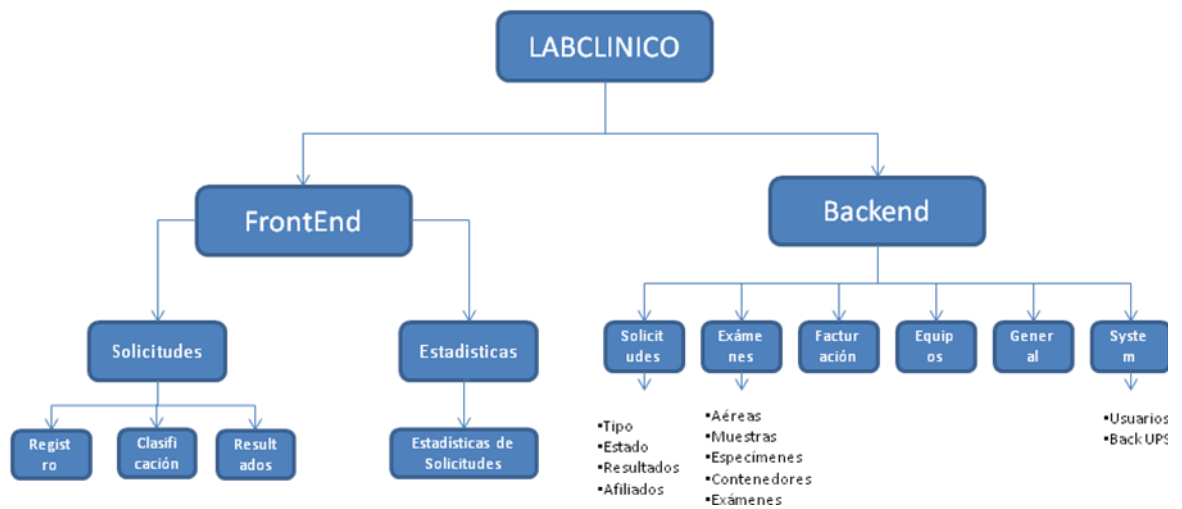 LABCLINICO
FrontEnd
Backend
Solicitudes
Estadisticas
Solicit
udes
Exáme
nes
Factur
ación
Equip
os
Gener
al
Syste
m
Regist
ro
Clasifi
cación
Result
ados
Estadísticas de
Solicitudes
▪Tipo
▪Estado
▪Resultados
▪Afiliados
▪Aéreas
▪Muestras
▪Especímenes
▪Contenedores
▪Exámenes
▪Usuarios
▪Back UPS